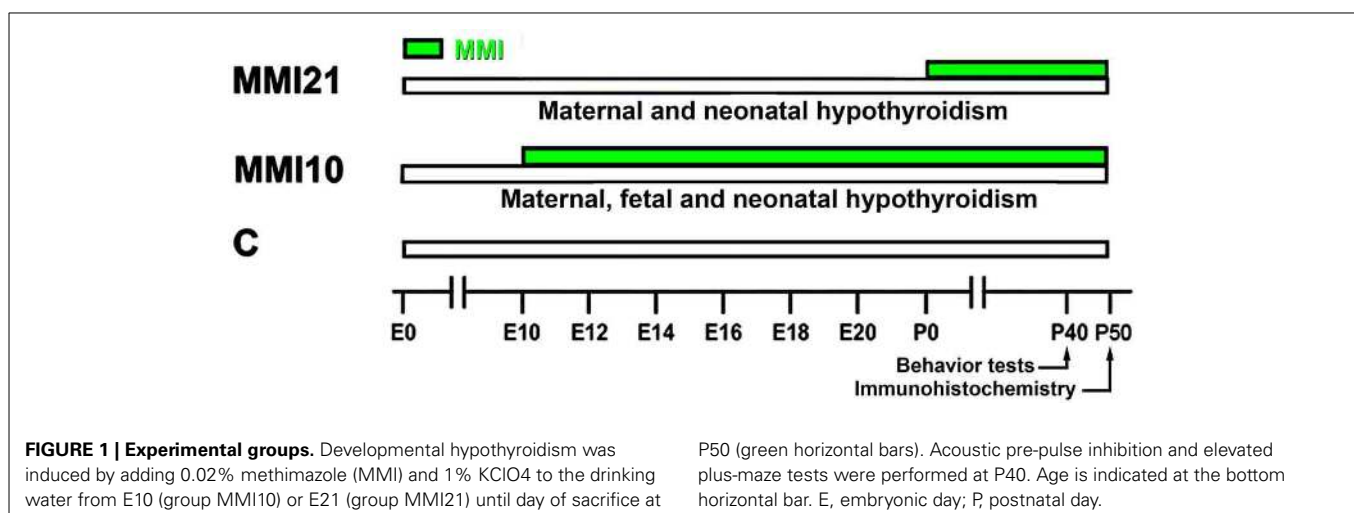 MMI
MMI21
Maternal and neonatal hypothyroidism
MMI10
Maternal, fetal and neonatal hypothyroidism
C
E0 E10 E12 E14 E16 E18 E20 P0 P40 P50
Behavior tests
Immunohistochemistry
FIGURE 1 | Experimental groups. Developmental hypothyroidism was
induced by adding 0.02% methimazole (MMI) and 1% KClO4 to the drinking
water from E10 (group MMI10) or E21 (group MMI21) until day of sacrifice at
P50 (green horizontal bars). Acoustic pre-pulse inhibition and elevated
plus-maze tests were performed at P40. Age is indicated at the bottom
horizontal bar. E, embryonic day; P, postnatal day.